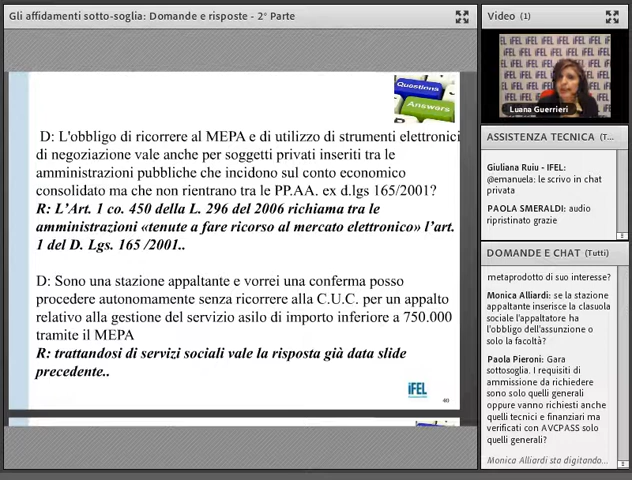 Gli affidamenti sotto-soglia: Domande e risposte - 2° Parte
Questions
Answers
D: L'obbligo di ricorrere al MEPA e di utilizzo di strumenti elettronici
di negoziazione vale anche per soggetti privati inseriti tra le
amministrazioni pubbliche che incidono sul conto economico
consolidato ma che non rientrano tra le PP.AA. ex d.lgs 165/2001?
R: L'Art. 1 co. 450 della L. 296 del 2006 richiama tra le
amministrazioni «tenute a fare ricorso al mercato elettronico» l'art.
1 del D. Lgs. 165 /2001..
D: Sono una stazione appaltante e vorrei una conferma posso
procedere autonomamente senza ricorrere alla C.U.C. per un appalto
relativo alla gestione del servizio asilo di importo inferiore a 750.000
tramite il MEPA
R: trattandosi di servizi sociali vale la risposta già data slide
precedente..
iFEL
40
Video (1)
Luana Guerrieri
ASSISTENZA TECNICA (T...
Giuliana Ruiu - IFEL:
@emanuela: le scrivo in chat
privata
PAOLA SMERALDI: audio
ripristinato grazie
DOMANDE E CHAT (Tutti)
metaprodotto di suo interesse?
Monica Alliardi: se la stazione
appaltante inserisce la clausola
sociale l'appaltatore ha
l'obbligo dell'assunzione o
solo la facoltà?
Paola Pieroni: Gara
sottosoglia. I requisiti di
ammissione da richiedere
sono solo quelli generali
oppure vanno richiesti anche
quelli tecnici e finanziari ma
verificati con AVCPASS solo
quelli generali?
Monica Alliardi sta digitando...